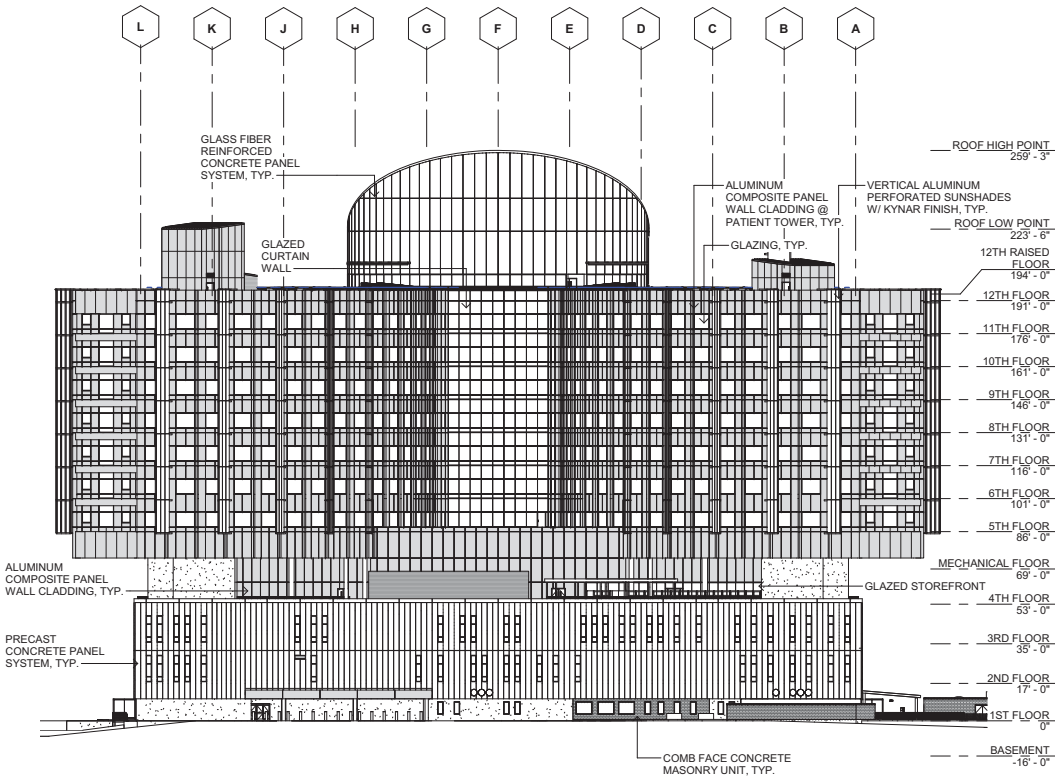 L K J H G F E D C B A
GLASS FIBER
REINFORCED
CONCRETE PANEL
SYSTEM, TYP.
GLAZED
CURTAIN
WALL
ALUMINUM
COMPOSITE PANEL
WALL CLADDING @
PATIENT TOWER, TYP.
GLAZING, TYP.
VERTICAL ALUMINUM
PERFORATED SUNSHADES
W/ KYNAR FINISH, TYP.
ROOF HIGH POINT
259' - 3"
ROOF LOW POINT
223' - 6"
12TH RAISED
FLOOR
194' - 0"
12TH FLOOR
191' - 0"
11TH FLOOR
176' - 0"
10TH FLOOR
161' - 0"
9TH FLOOR
146' - 0"
8TH FLOOR
131' - 0"
7TH FLOOR
116' - 0"
6TH FLOOR
101' - 0"
5TH FLOOR
86' - 0"
MECHANICAL FLOOR
69' - 0"
4TH FLOOR
53' - 0"
3RD FLOOR
35' - 0"
2ND FLOOR
17' - 0"
1ST FLOOR
0"
BASEMENT
-16' - 0"
ALUMINUM
COMPOSITE PANEL
WALL CLADDING, TYP.
GLAZED STOREFRONT
PRECAST
CONCRETE PANEL
SYSTEM, TYP.
COMB FACE CONCRETE
MASONRY UNIT, TYP.